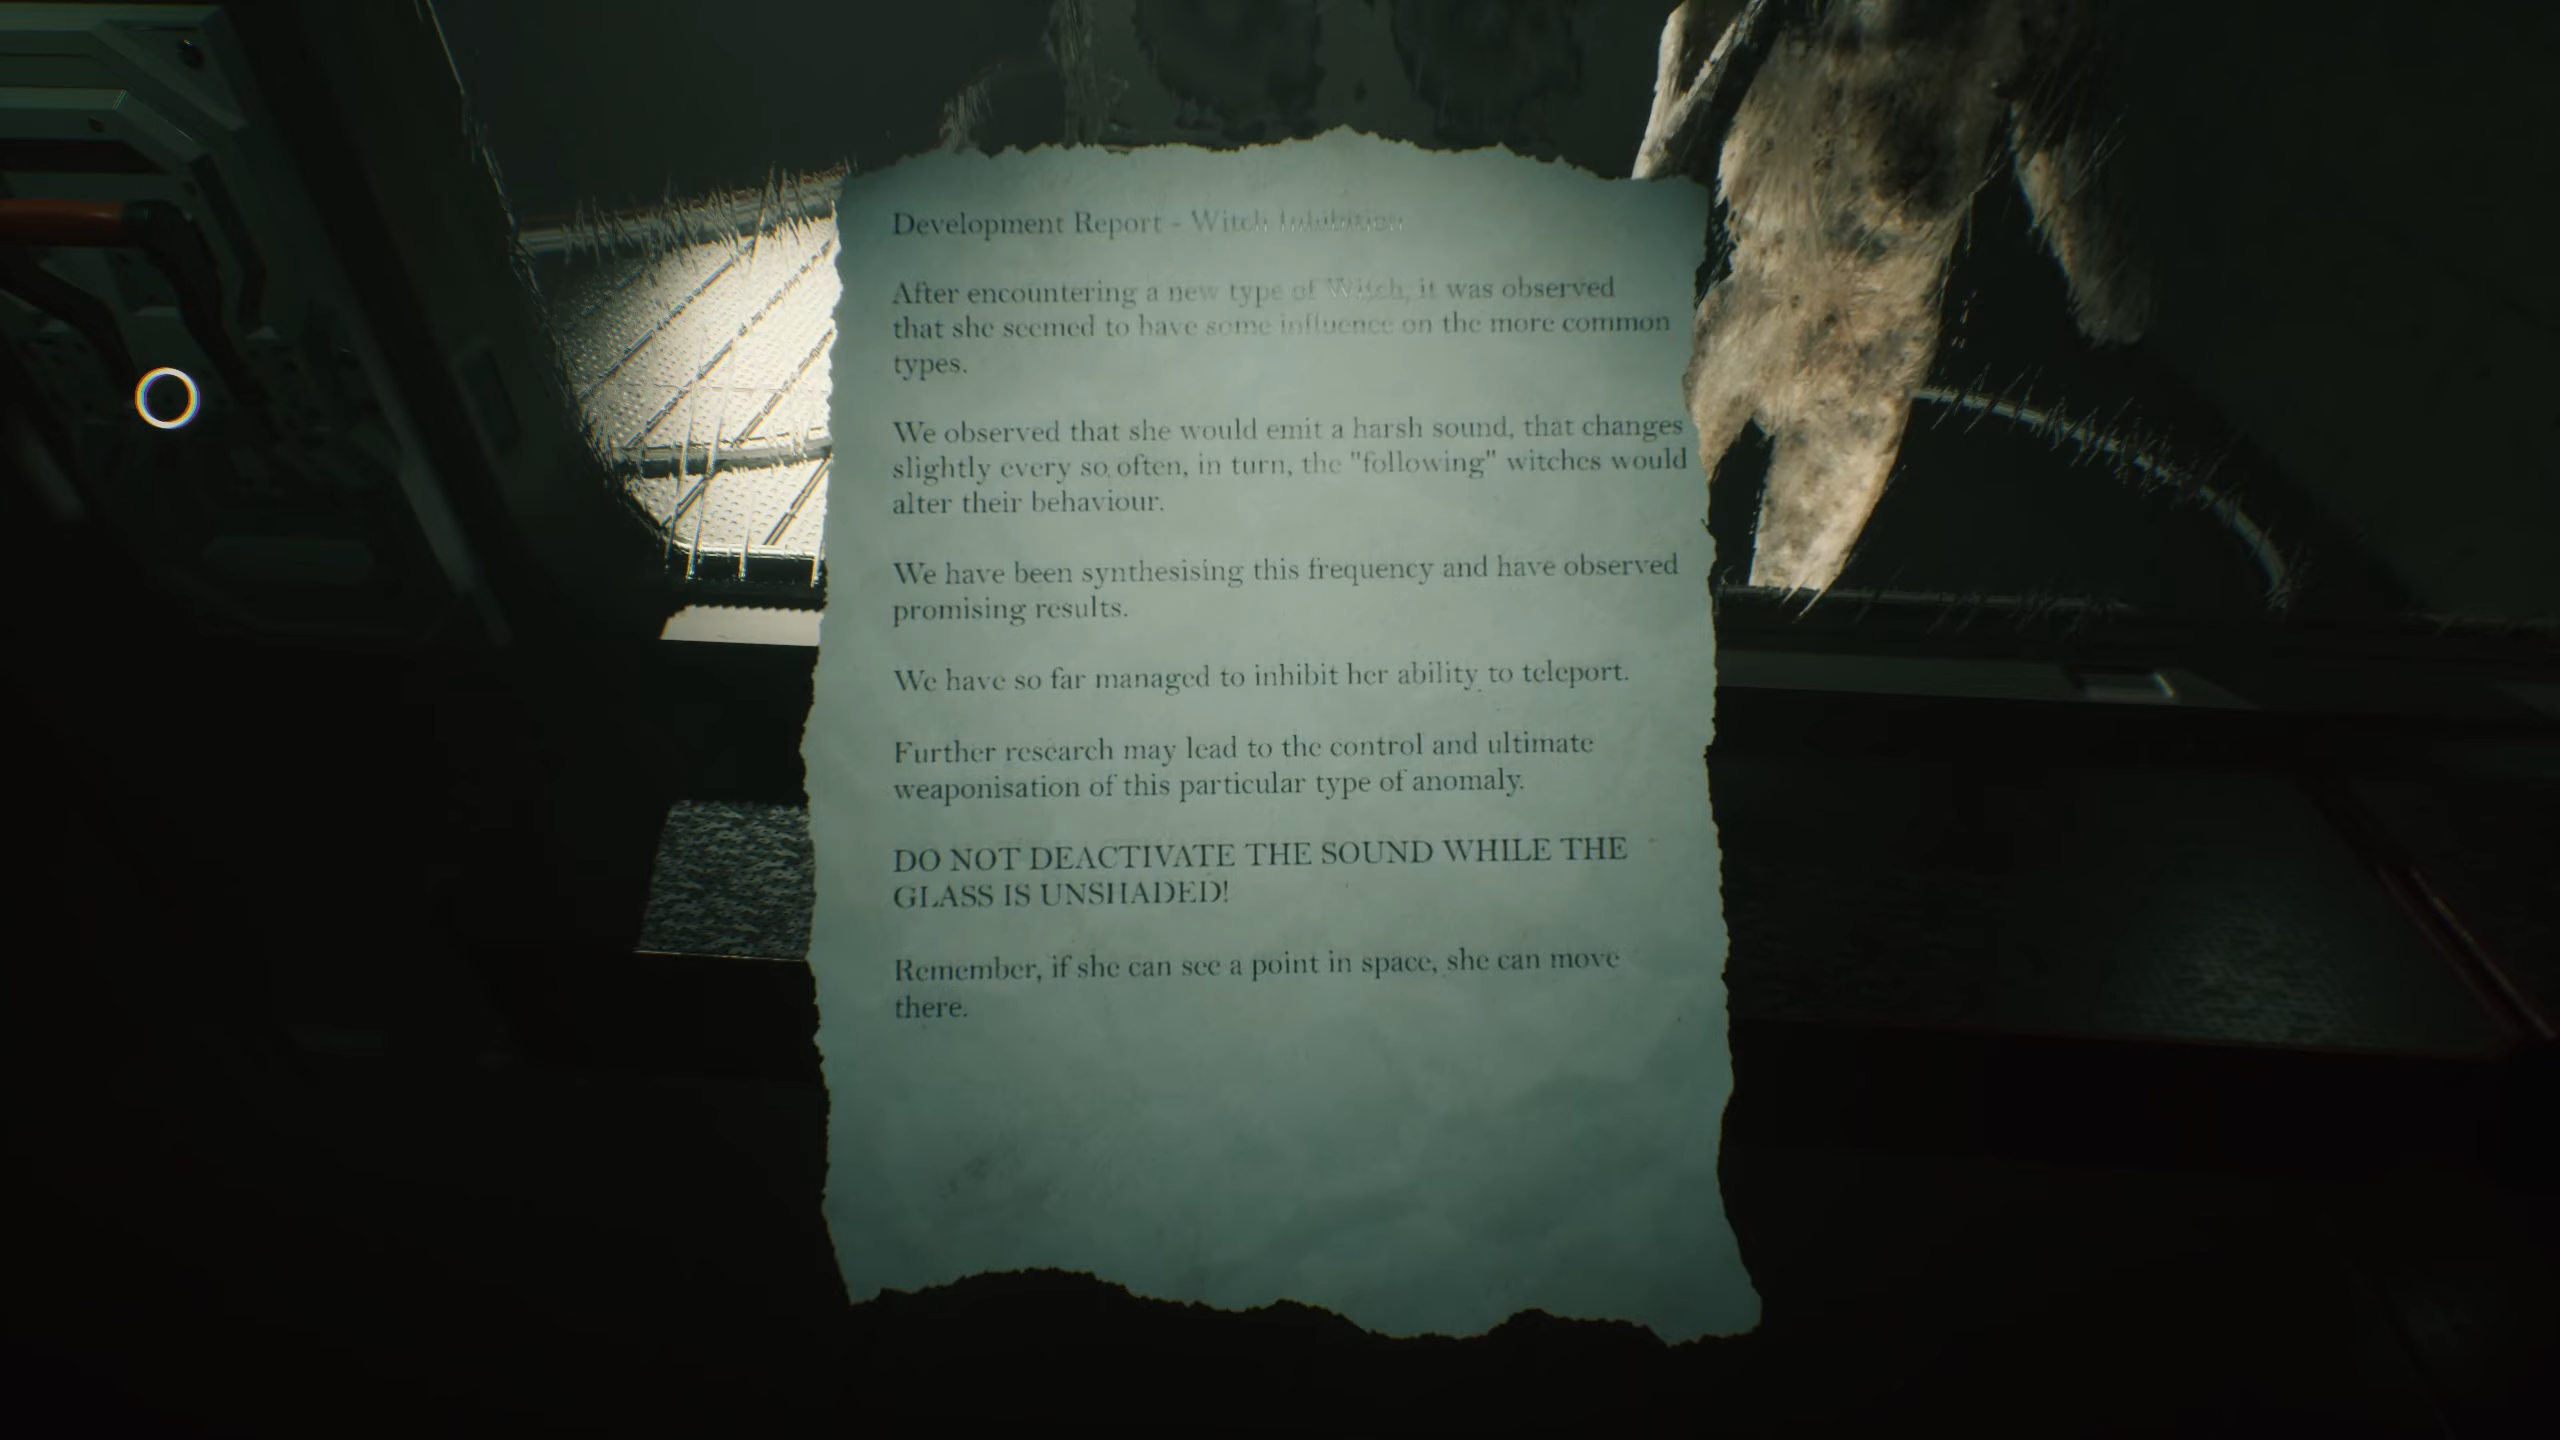 Development Report - Witch Inhibition
After encountering a new type of Witch, it was observed
that she seemed to have some influence on the more common
types.
We observed that she would emit a harsh sound, that changes
slightly every so often, in turn, the "following" witches would
alter their behaviour.
We have been synthesising this frequency and have observed
promising results.
We have so far managed to inhibit her ability to teleport.
Further research may lead to the control and ultimate
weaponisation of this particular type of anomaly.
DO NOT DEACTIVATE THE SOUND WHILE THE
GLASS IS UNSHADED!
Remember, if she can see a point in space, she can move
there.